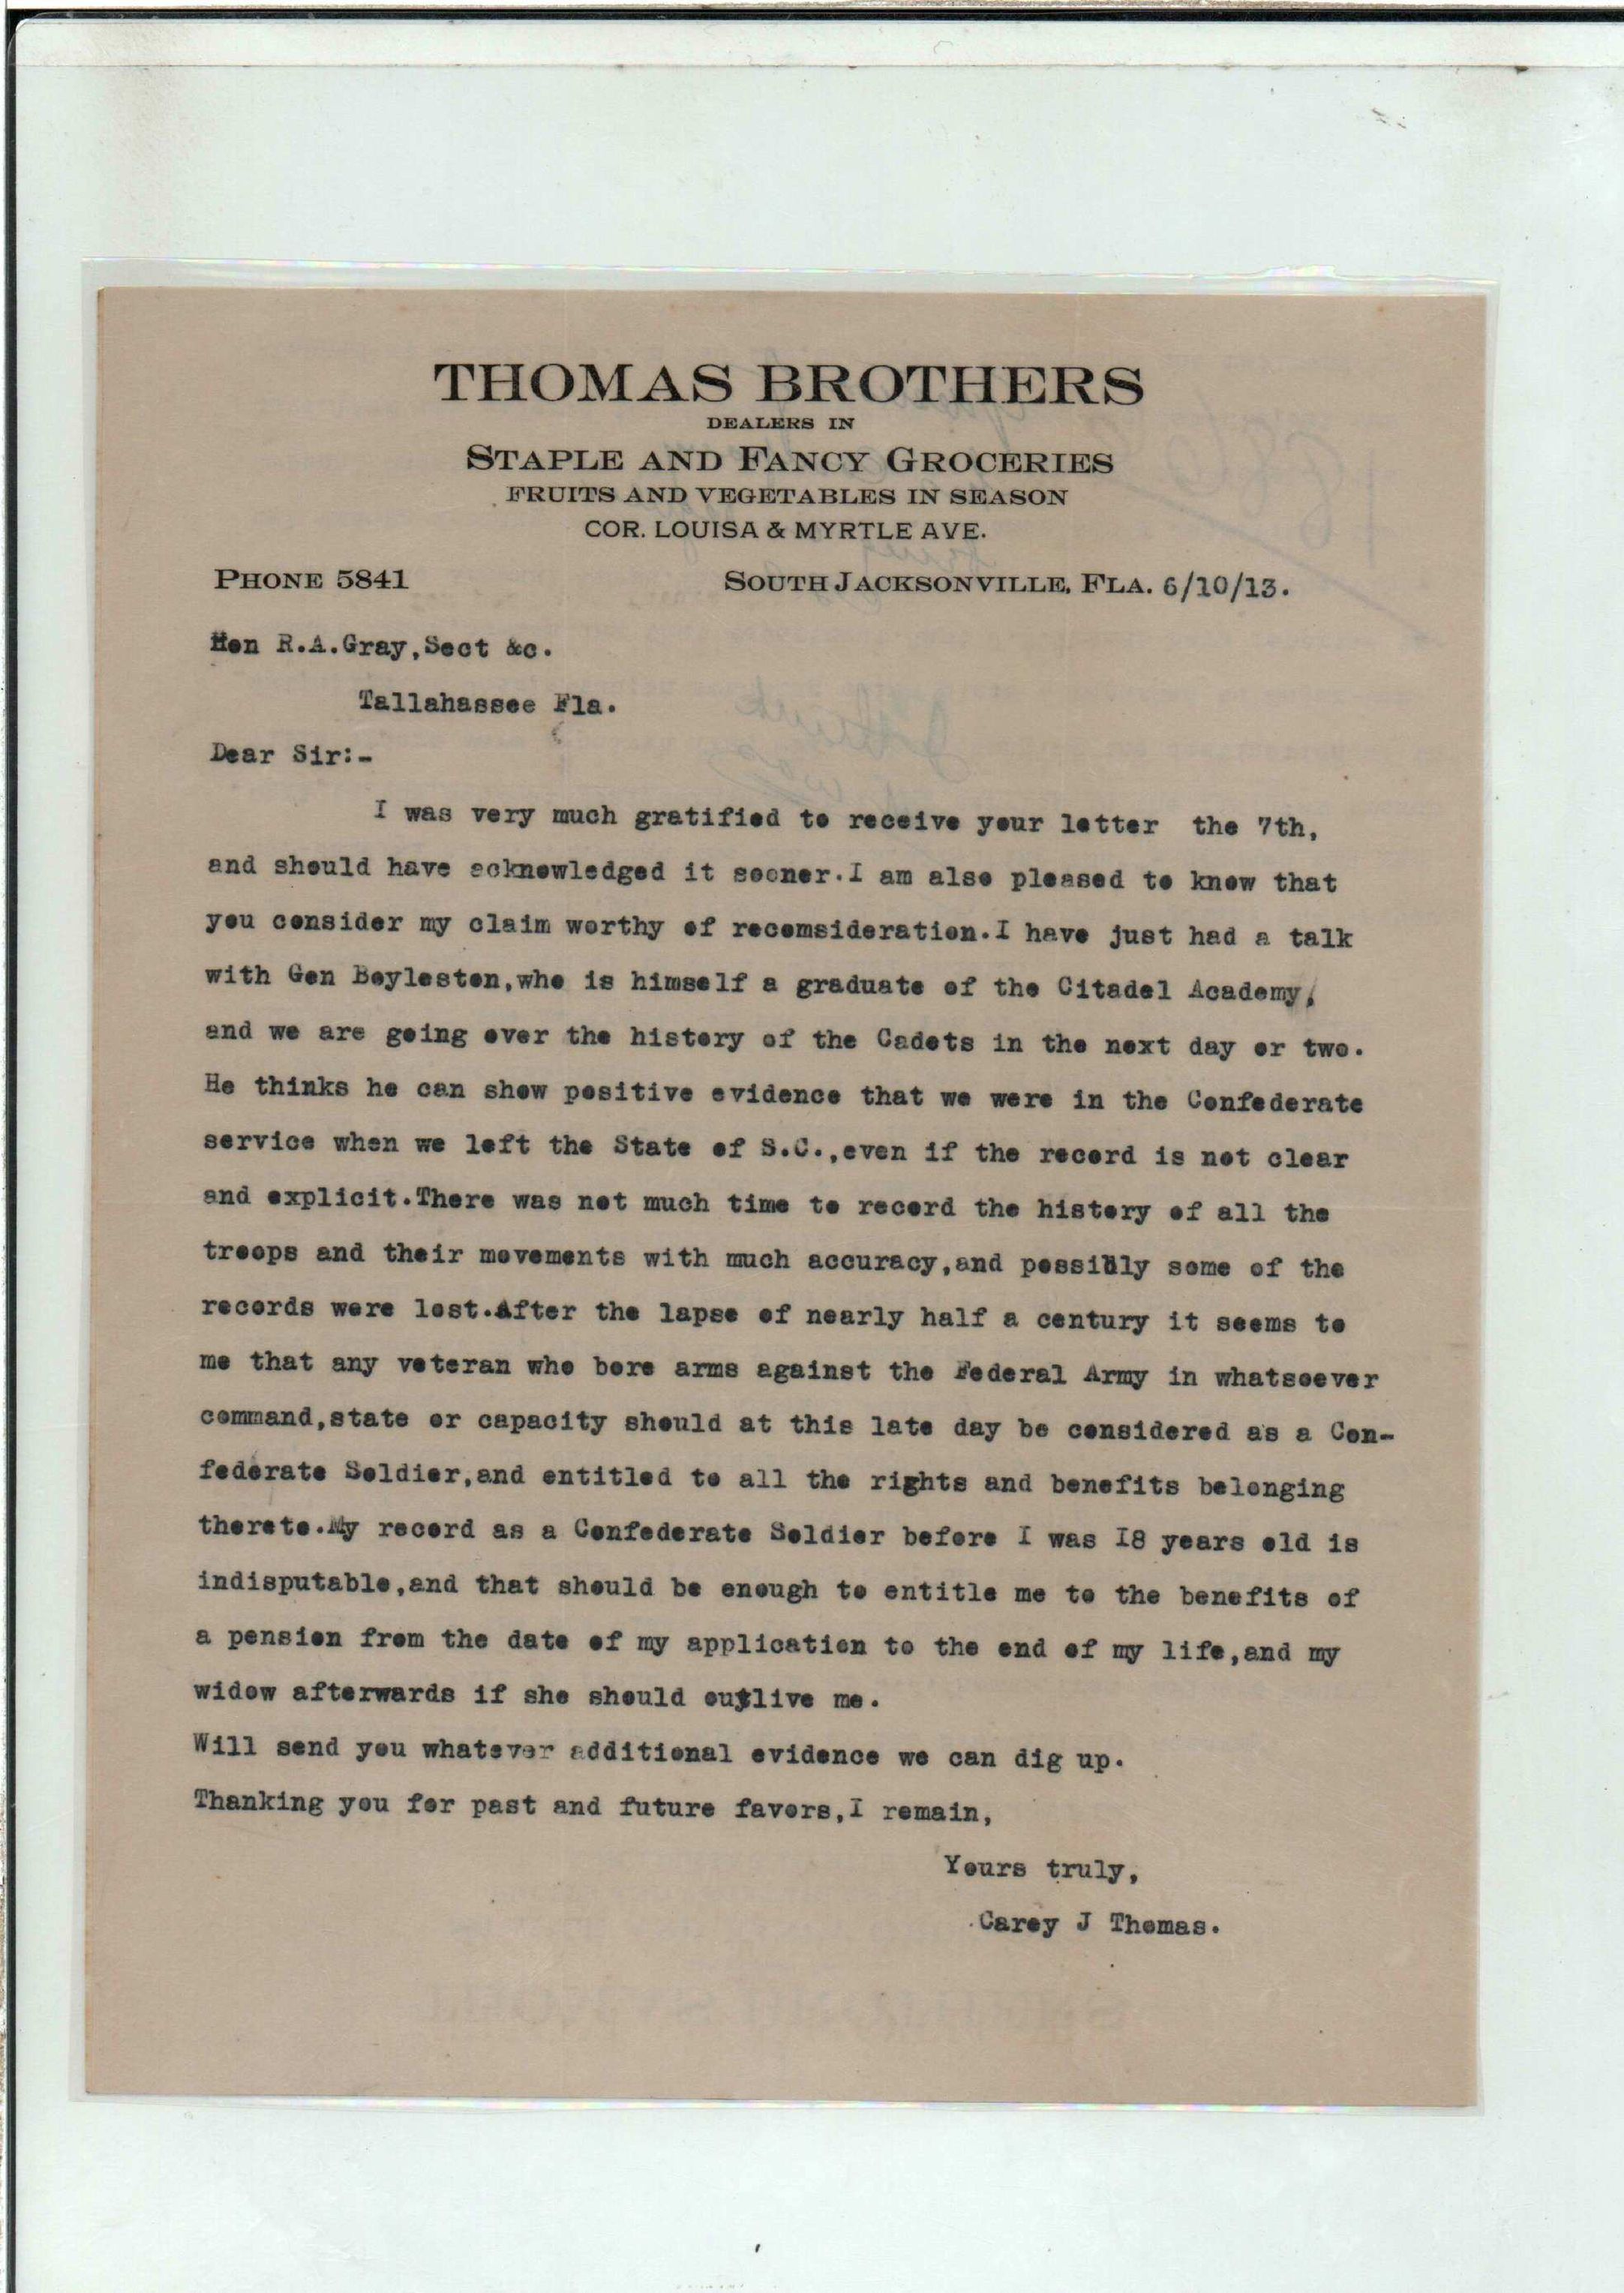 THOMAS BROTHERS
DEALERS IN
STAPLE AND FANCY GROCERIES
FRUITS AND VEGETABLES IN SEASON
COR. LOUISA & MYRTLE AVE.
PHONE 5841 SOUTH JACKSONVILLE, FLA. 6/10/13.
Hon R.A.Gray,Sect &c.
Tallahassee Fla.
Dear Sir:-
I was very much gratified to receive your letter the 7th,
and should have acknowledged it sooner.I am also pleased to know that
you consider my claim worthy of recomsideration.I have just had a talk
with Gen Boyleston,who is himself a graduate of the Citadel Academy,
and we are going over the history of the Cadets in the next day or two.
He thinks he can show positive evidence that we were in the Confederate
service when we left the State of S.C.,even if the record is not clear
and explicit.There was not much time to record the history of all the
troops and their movements with much accuracy,and possibly some of the
records were lost.After the lapse of nearly half a century it seems to
me that any veteran who bore arms against the Federal Army in whatsoever
command,state or capacity should at this late day be considered as a Con-
federate Soldier,and entitled to all the rights and benefits belonging
thereto.My record as a Confederate Soldier before I was I8 years old is
indisputable,and that should be enough to entitle me to the benefits of
a pension from the date of my application to the end of my life,and my
widow afterwards if she should outlive me.
Will send you whatever additional evidence we can dig up.
Thanking you for past and future favors,I remain,
Yours truly,
Carey J Thomas.